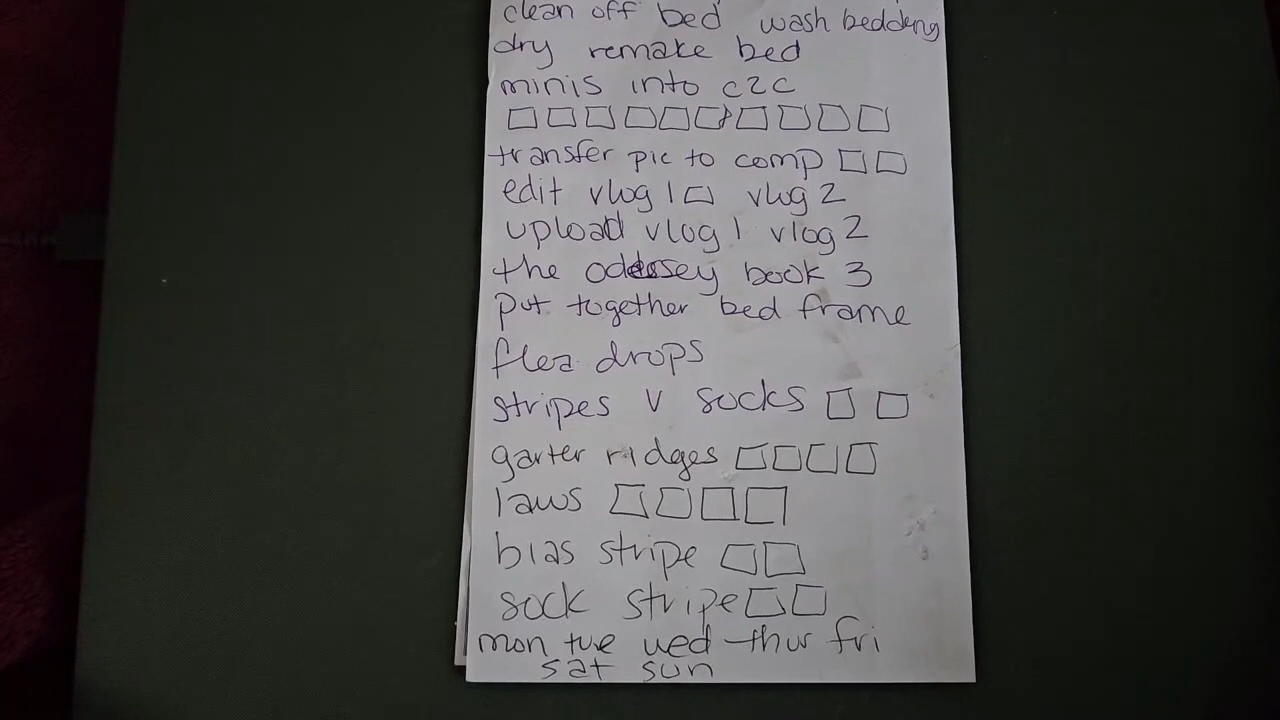 clean off bed wash bedding
dry remake bed
minis into c2c
□ □ □ □ □ □ □ □ □ □
transfer pic to comp □ □
edit vlog 1 □ vlog 2
upload vlog 1 vlog 2
the odessey book 3
put together bed frame
flea drops
stripes v socks □ □
garter ridges □ □ □ □
laws □ □ □ □
bias stripe □ □
sock stripe □ □
mon tue wed thur fri
sat sun